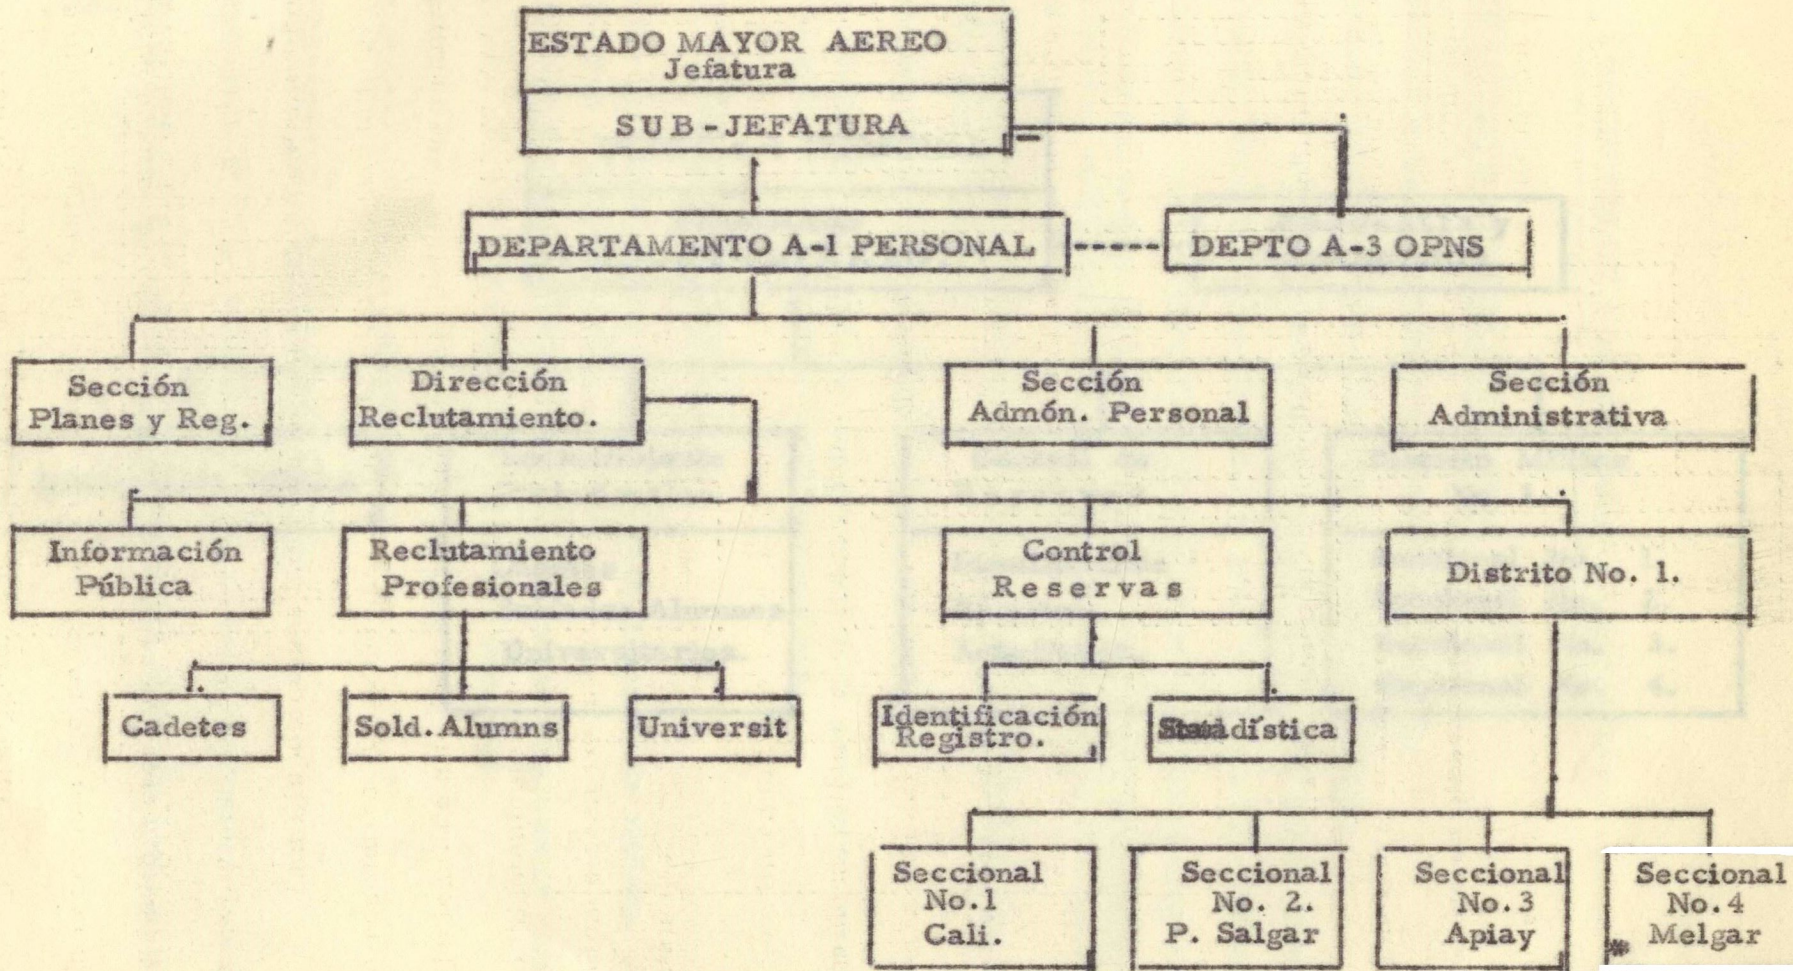 ESTADO MAYOR AEREO
Jefatura
SUB-JEFATURA
DEPARTAMENTO A-1 PERSONAL
DEPTO A-3 OPNS
Sección
Planes y Reg.
Dirección
Reclutamiento.
Sección
Admón. Personal
Sección
Administrativa
Información
Pública
Reclutamiento
Profesionales
Control
Reservas
Distrito No. 1.
Cadetes
Sold. Alumns
Universit
Identificación
Registro.
Seccional
No.1
Cali.
Seccional
No. 2.
P. Salgar
Seccional
No.3
Apiay
Seccional
No.4
Melgar